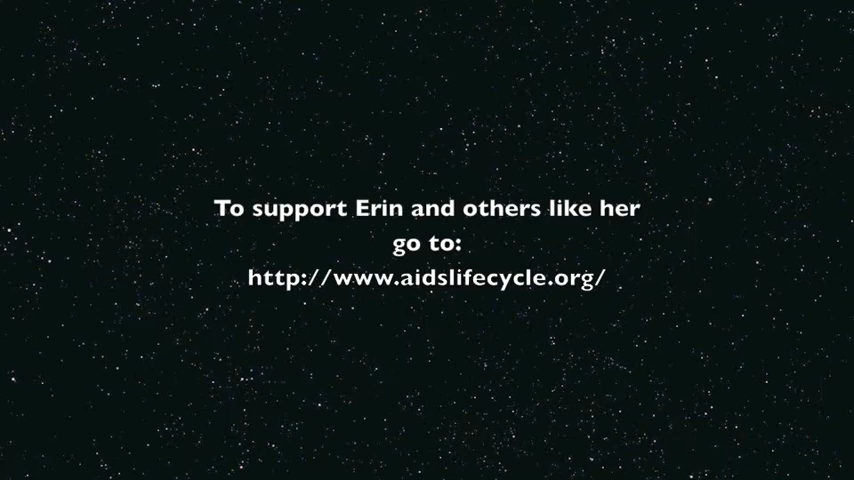 To support Erin and others like her
go to:
http://www.aidslifecycle.org/